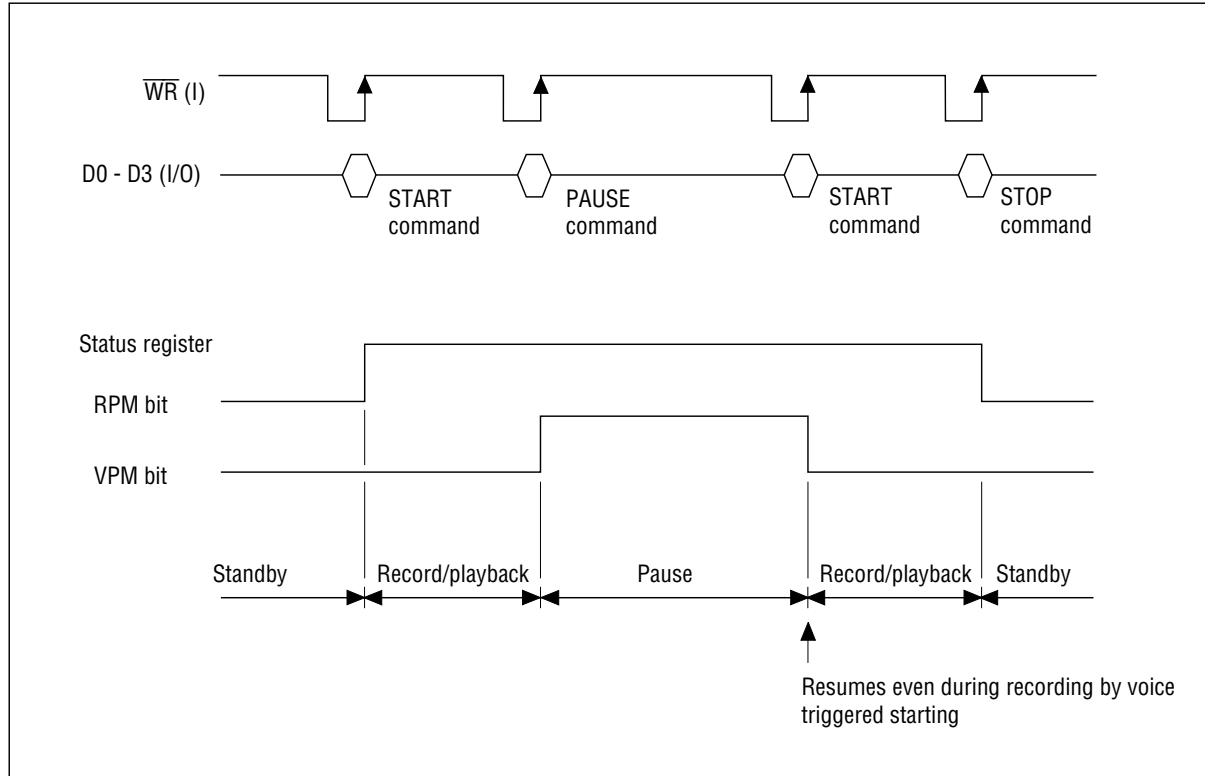 WR (I)
D0 - D3 (I/O)
START
command
PAUSE
command
START
command
STOP
command
Status register
RPM bit
VPM bit
Standby
Record/playback
Pause
Record/playback
Standby
Resumes even during recording by voice
triggered starting